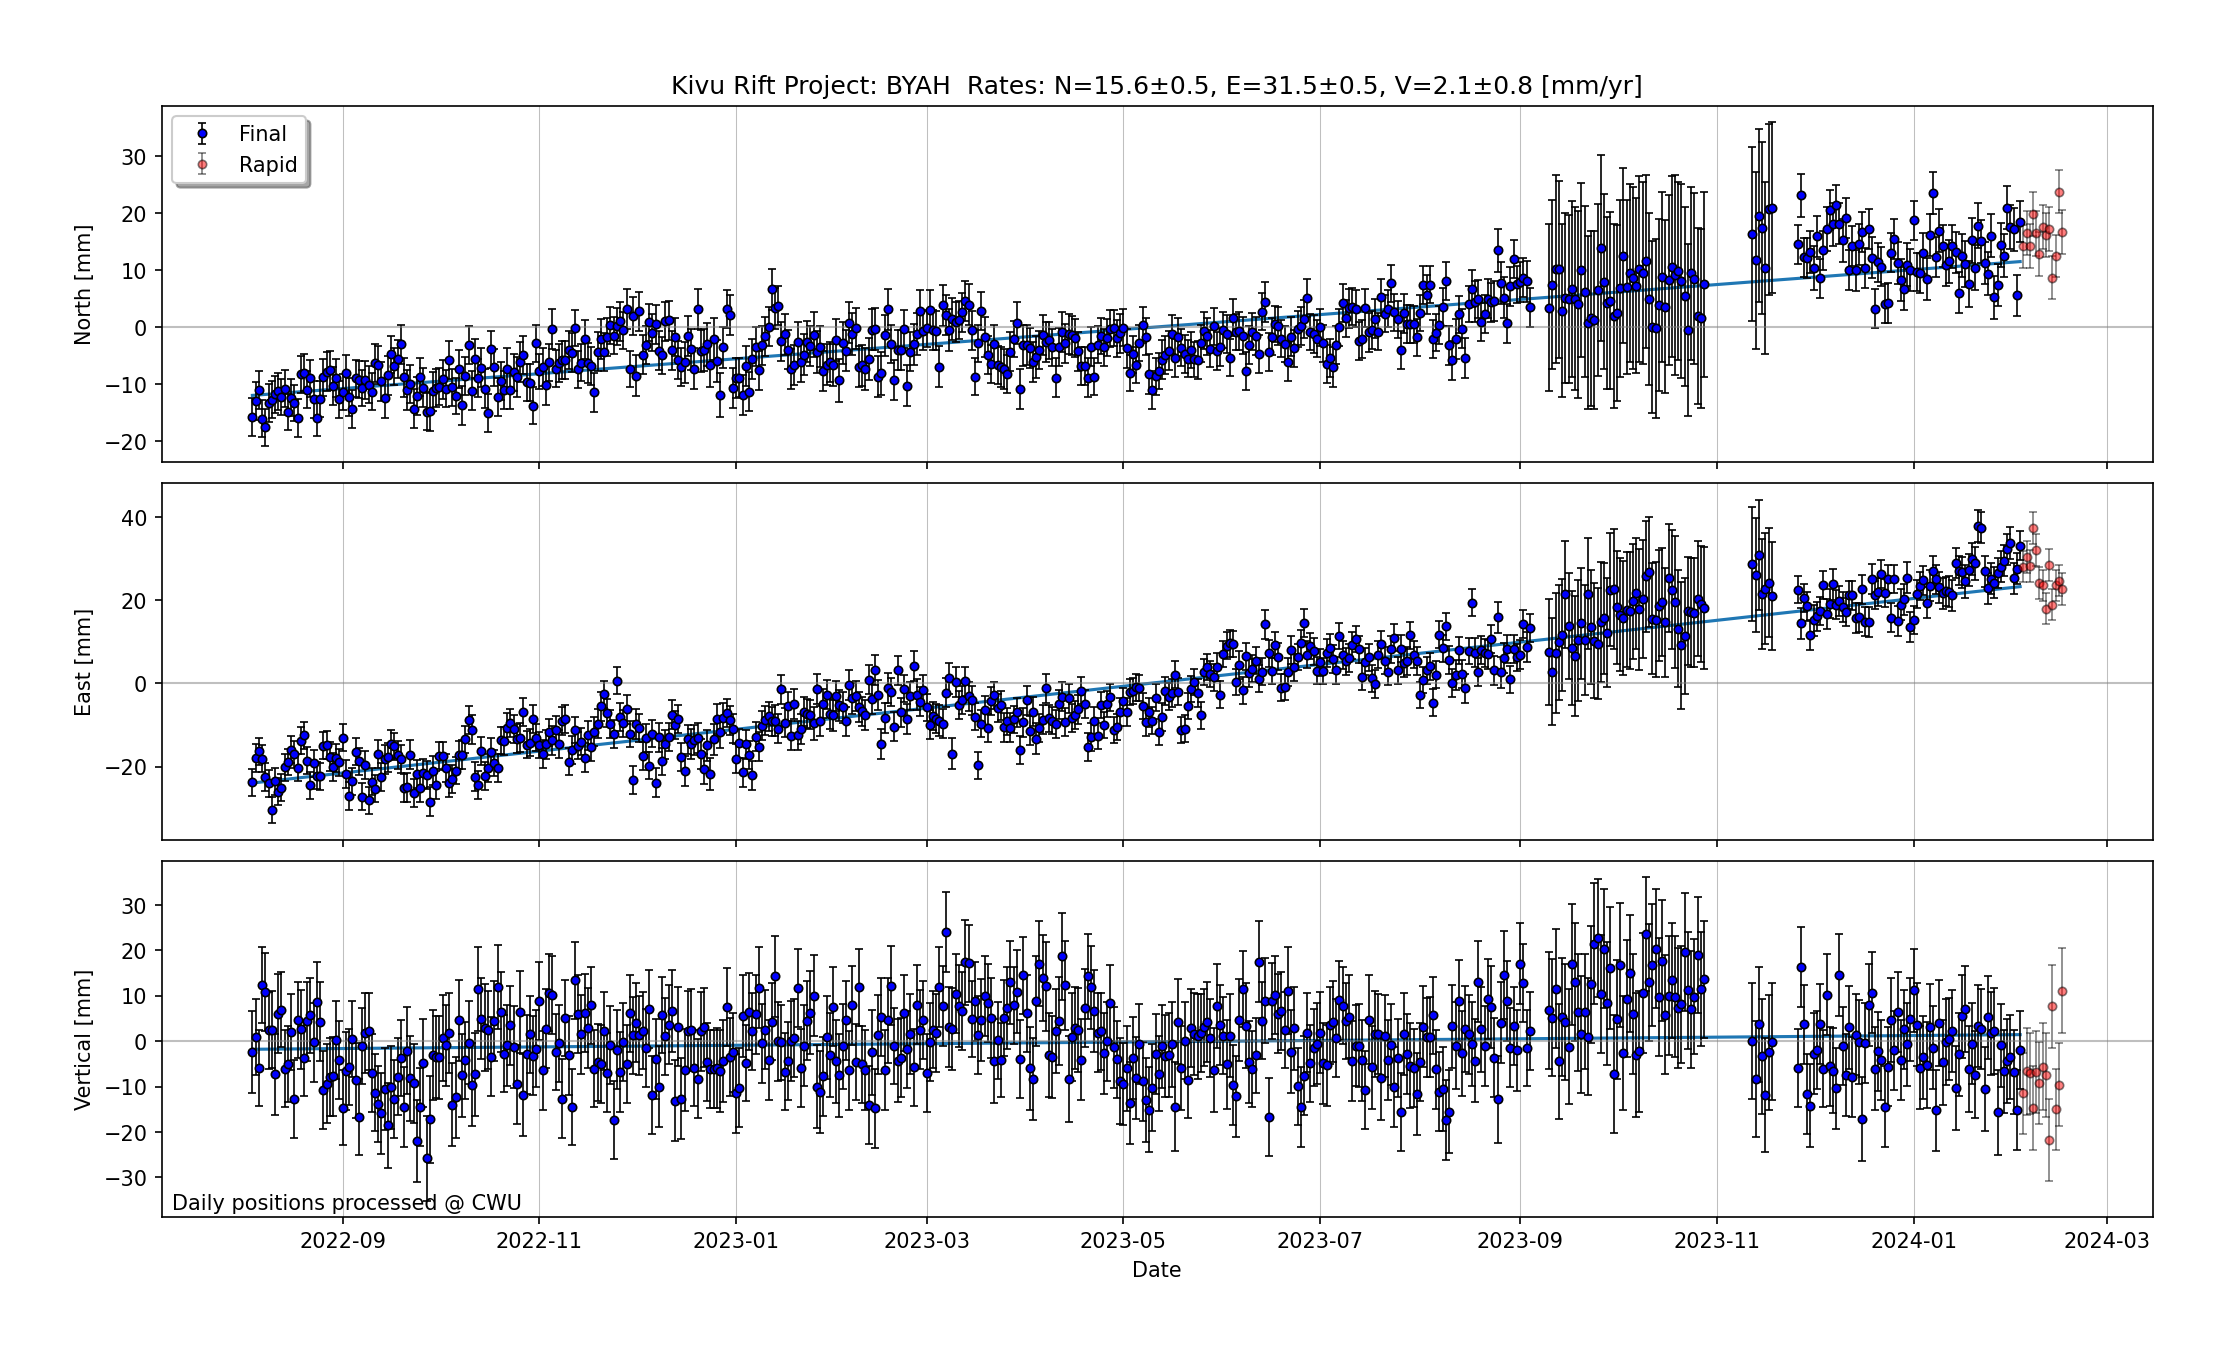 Kivu Rift Project: BYAH  Rates: N=15.6±0.5, E=31.5±0.5, V=2.1±0.8 [mm/yr]
Final
Rapid
North [mm]
30
20
10
0
−10
−20
East [mm]
40
20
0
−20
Vertical [mm]
30
20
10
0
−10
−20
−30
Daily positions processed @ CWU
2022-09 2022-11 2023-01 2023-03 2023-05 2023-07 2023-09 2023-11 2024-01 2024-03
Date